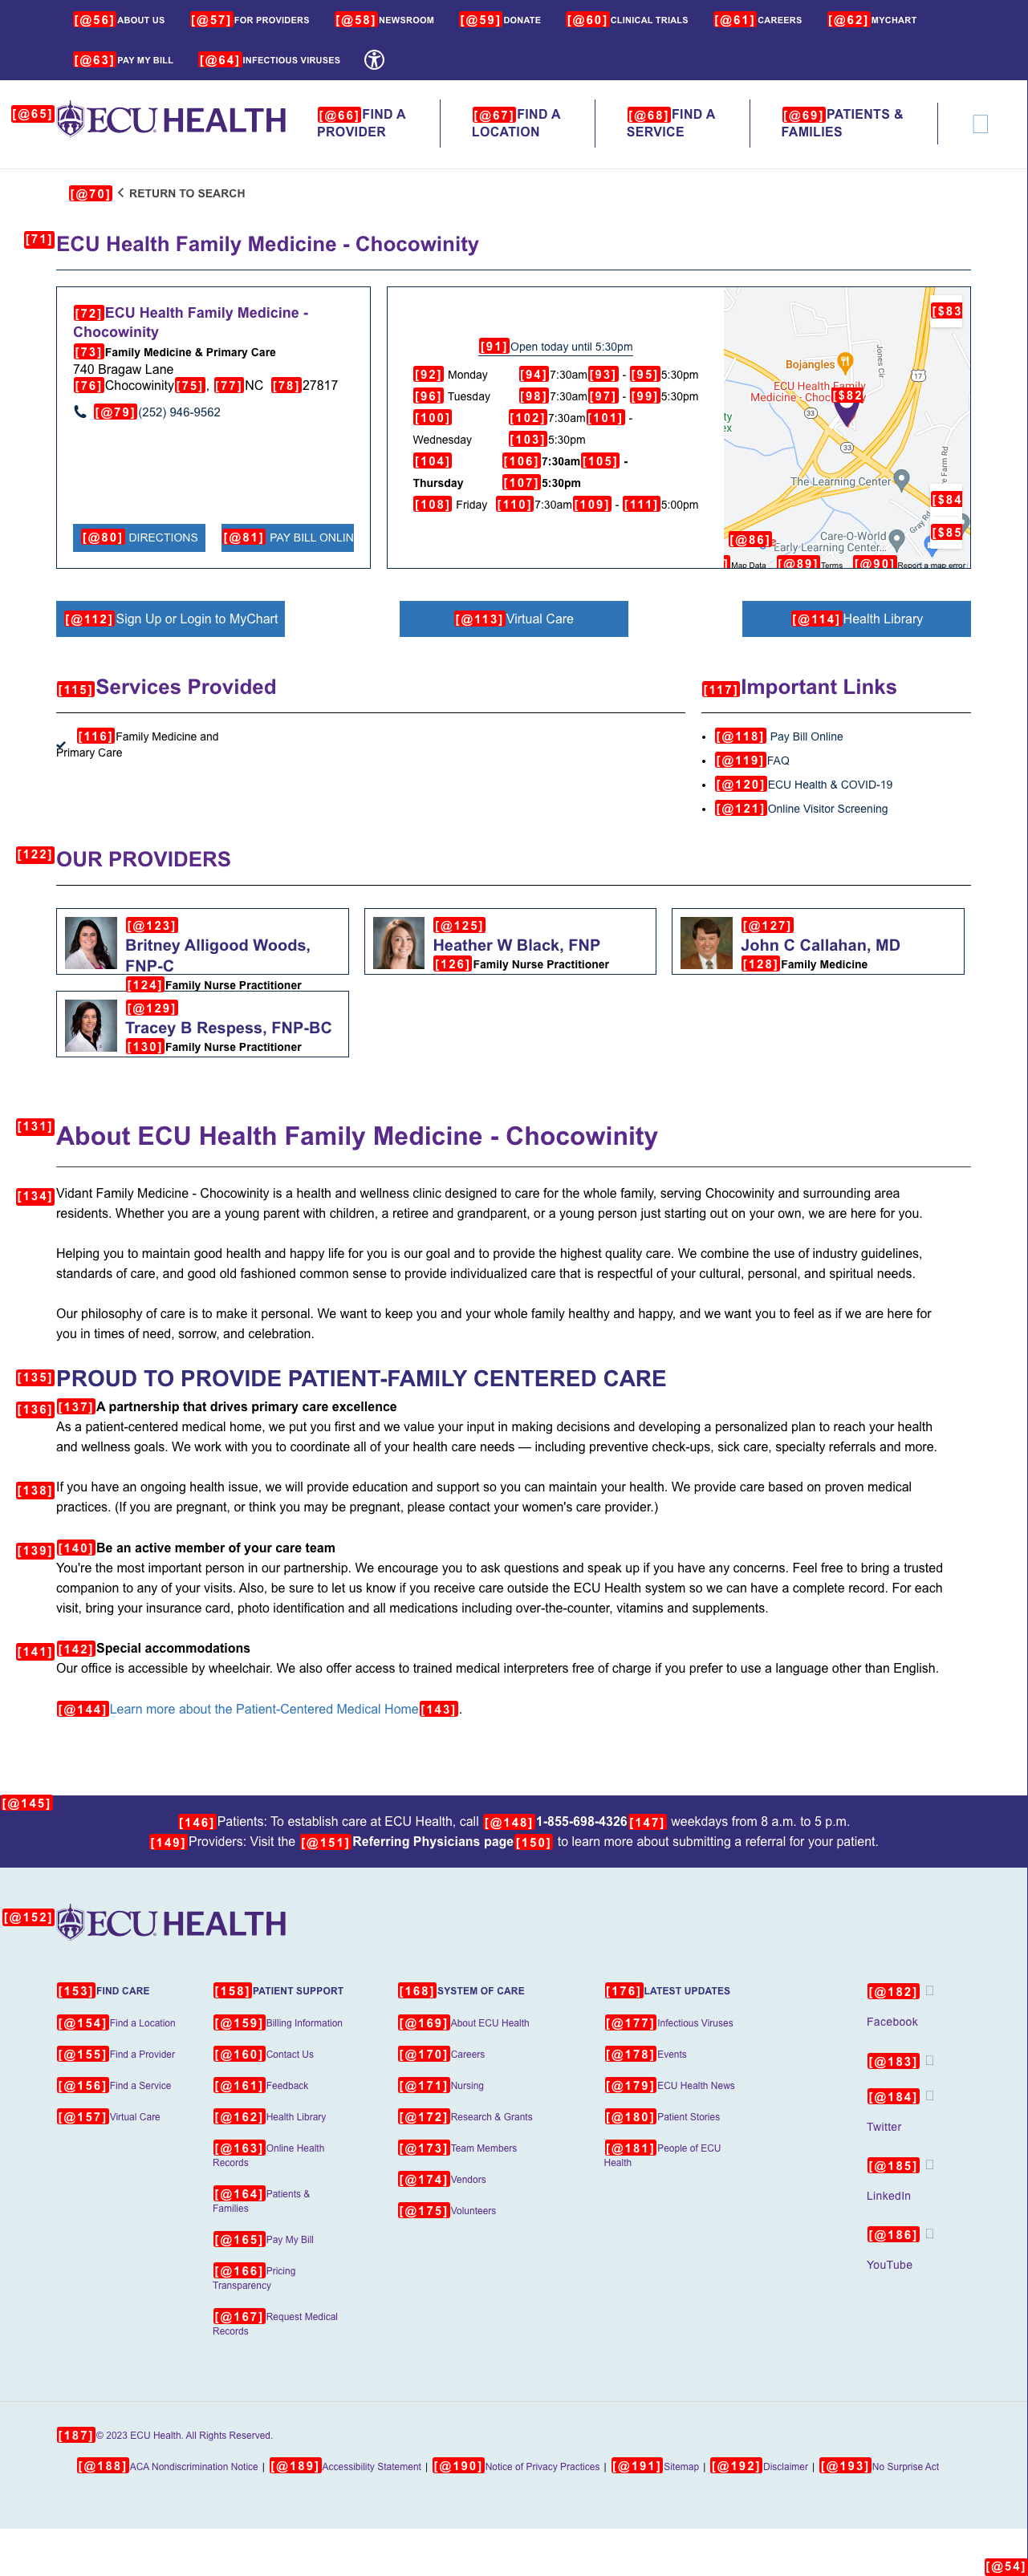 [@56] ABOUT US [@57] FOR PROVIDERS [@58] NEWSROOM [@59] DONATE [@60] CLINICAL TRIALS [@61] CAREERS [@62] MYCHART
[@63] PAY MY BILL [@64] INFECTIOUS VIRUSES
[@65] ECU HEALTH
[@66] FIND A PROVIDER
[@67] FIND A LOCATION
[@68] FIND A SERVICE
[@69] PATIENTS & FAMILIES
[@70] RETURN TO SEARCH
[71] ECU Health Family Medicine - Chocowinity
[72] ECU Health Family Medicine -
Chocowinity
[73] Family Medicine & Primary Care
740 Bragaw Lane
[76] Chocowinity [75] , [77] NC [78] 27817
[@79] (252) 946-9562
[@80] DIRECTIONS [@81] PAY BILL ONLIN
[91] Open today until 5:30pm
[92] Monday [94] 7:30am [93] - [95] 5:30pm
[96] Tuesday [98] 7:30am [97] - [99] 5:30pm
[100] [102] 7:30am [101] -
Wednesday [103] 5:30pm
[104] [106] 7:30am [105] -
Thursday [107] 5:30pm
[108] Friday [110] 7:30am [109] - [111] 5:00pm
[$83
Jones Cir
Bojangles
17
ECU Health Family
Medicine - Choc [$82
33
33
The Learning Center
e Farm Rd
[$84
Gray Rd
[$85
[@86] Care-O-World
Early Learning Center...
Map Data [@89] Terms [@90] Report a map error
[@112] Sign Up or Login to MyChart [@113] Virtual Care [@114] Health Library
[115] Services Provided
[116] Family Medicine and
Primary Care
[117] Important Links
[@118] Pay Bill Online
[@119] FAQ
[@120] ECU Health & COVID-19
[@121] Online Visitor Screening
[122] OUR PROVIDERS
[@123]
Britney Alligood Woods,
FNP-C
[124] Family Nurse Practitioner
[@125]
Heather W Black, FNP
[126] Family Nurse Practitioner
[@127]
John C Callahan, MD
[128] Family Medicine
[@129]
Tracey B Respess, FNP-BC
[130] Family Nurse Practitioner
[131] About ECU Health Family Medicine - Chocowinity
[134] Vidant Family Medicine - Chocowinity is a health and wellness clinic designed to care for the whole family, serving Chocowinity and surrounding area
residents. Whether you are a young parent with children, a retiree and grandparent, or a young person just starting out on your own, we are here for you.
Helping you to maintain good health and happy life for you is our goal and to provide the highest quality care. We combine the use of industry guidelines,
standards of care, and good old fashioned common sense to provide individualized care that is respectful of your cultural, personal, and spiritual needs.
Our philosophy of care is to make it personal. We want to keep you and your whole family healthy and happy, and we want you to feel as if we are here for
you in times of need, sorrow, and celebration.
[135] PROUD TO PROVIDE PATIENT-FAMILY CENTERED CARE
[136] [137] A partnership that drives primary care excellence
As a patient-centered medical home, we put you first and we value your input in making decisions and developing a personalized plan to reach your health
and wellness goals. We work with you to coordinate all of your health care needs — including preventive check-ups, sick care, specialty referrals and more.
[138] If you have an ongoing health issue, we will provide education and support so you can maintain your health. We provide care based on proven medical
practices. (If you are pregnant, or think you may be pregnant, please contact your women's care provider.)
[139] [140] Be an active member of your care team
You're the most important person in our partnership. We encourage you to ask questions and speak up if you have any concerns. Feel free to bring a trusted
companion to any of your visits. Also, be sure to let us know if you receive care outside the ECU Health system so we can have a complete record. For each
visit, bring your insurance card, photo identification and all medications including over-the-counter, vitamins and supplements.
[141] [142] Special accommodations
Our office is accessible by wheelchair. We also offer access to trained medical interpreters free of charge if you prefer to use a language other than English.
[@144] Learn more about the Patient-Centered Medical Home [143] .
[@145]
[146] Patients: To establish care at ECU Health, call [@148] 1-855-698-4326 [147] weekdays from 8 a.m. to 5 p.m.
[149] Providers: Visit the [@151] Referring Physicians page [150] to learn more about submitting a referral for your patient.
[@152] ECU HEALTH
[153] FIND CARE
[@154] Find a Location
[@155] Find a Provider
[@156] Find a Service
[@157] Virtual Care
[158] PATIENT SUPPORT
[@159] Billing Information
[@160] Contact Us
[@161] Feedback
[@162] Health Library
[@163] Online Health
Records
[@164] Patients &
Families
[@165] Pay My Bill
[@166] Pricing
Transparency
[@167] Request Medical
Records
[168] SYSTEM OF CARE
[@169] About ECU Health
[@170] Careers
[@171] Nursing
[@172] Research & Grants
[@173] Team Members
[@174] Vendors
[@175] Volunteers
[176] LATEST UPDATES
[@177] Infectious Viruses
[@178] Events
[@179] ECU Health News
[@180] Patient Stories
[@181] People of ECU
Health
[@182]
Facebook
[@183]
[@184]
Twitter
[@185]
LinkedIn
[@186]
YouTube
[187] © 2023 ECU Health. All Rights Reserved.
[@188] ACA Nondiscrimination Notice | [@189] Accessibility Statement | [@190] Notice of Privacy Practices | [@191] Sitemap | [@192] Disclaimer | [@193] No Surprise Act
[@54]